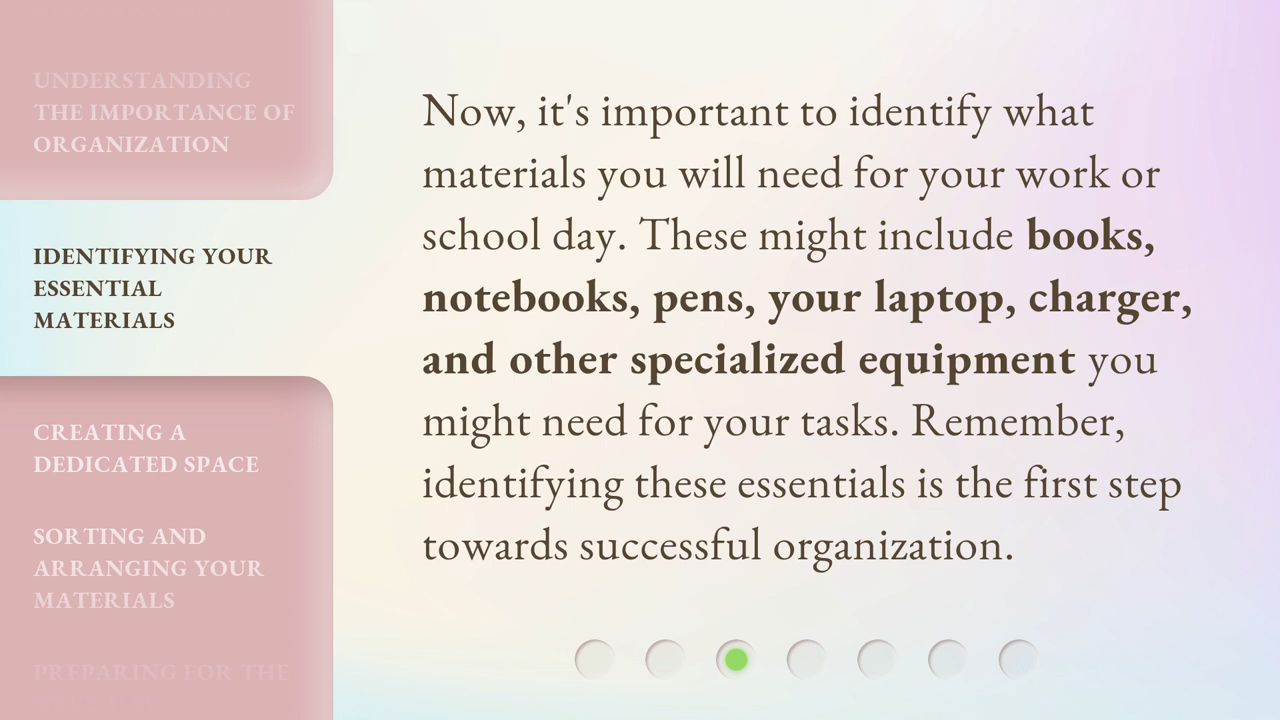 UNDERSTANDING
THE IMPORTANCE OF
ORGANIZATION
IDENTIFYING YOUR
ESSENTIAL
MATERIALS
CREATING A
DEDICATED SPACE
SORTING AND
ARRANGING YOUR
MATERIALS
PREPARING FOR THE
Now, it's important to identify what
materials you will need for your work or
school day. These might include books,
notebooks, pens, your laptop, charger,
and other specialized equipment you
might need for your tasks. Remember,
identifying these essentials is the first step
towards successful organization.